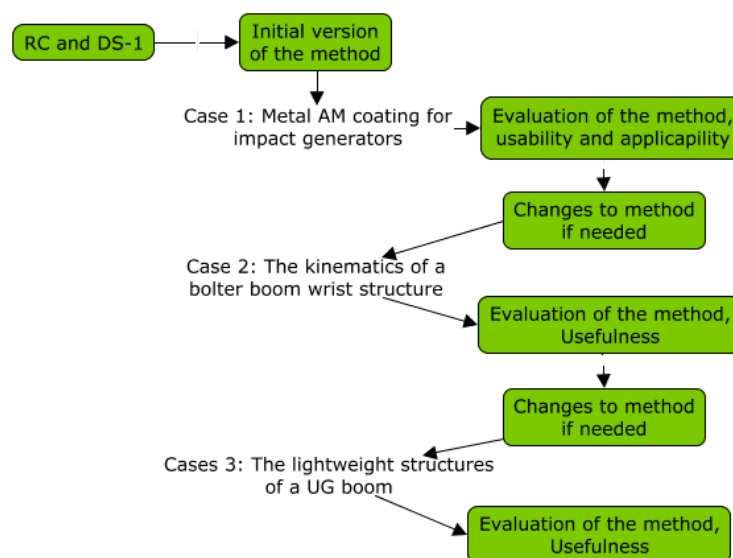 RC and DS-1
Initial version
of the method
Case 1: Metal AM coating for
impact generators
Evaluation of the method,
usability and applicapility
Changes to method
if needed
Case 2: The kinematics of a
bolter boom wrist structure
Evaluation of the method,
Usefulness
Changes to method
if needed
Cases 3: The lightweight structures
of a UG boom
Evaluation of the method,
Usefulness